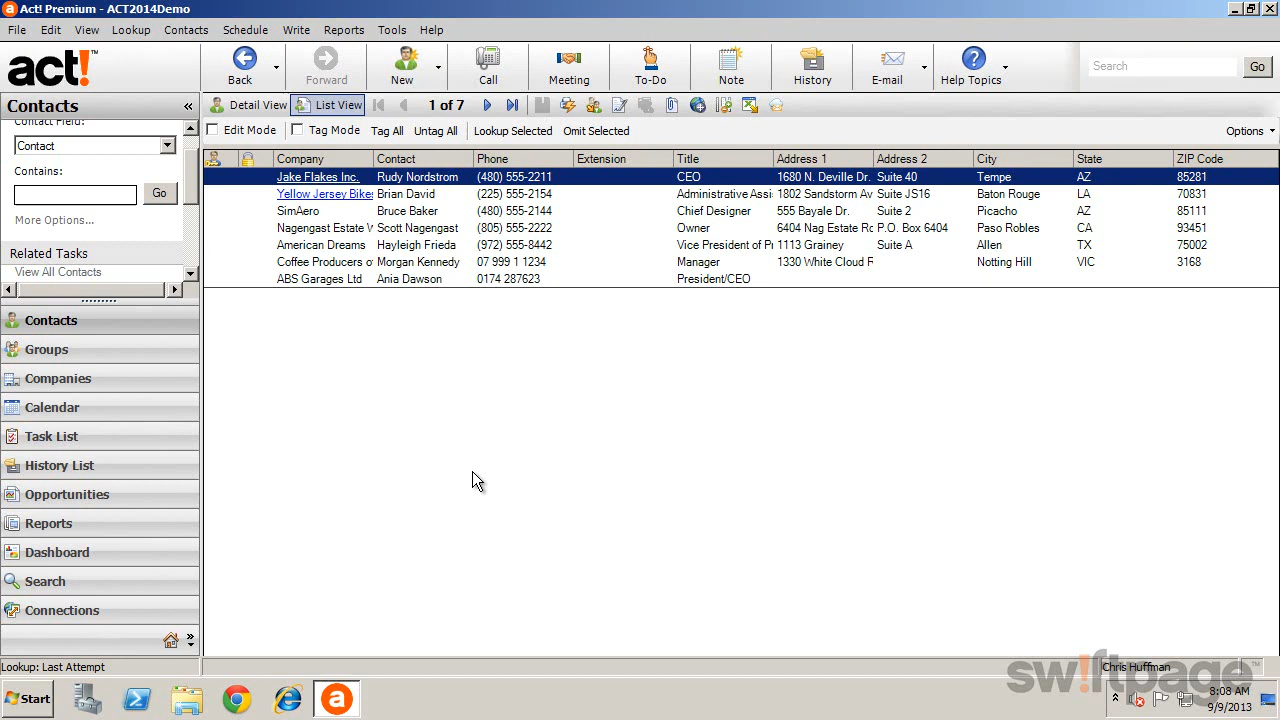 Act! Premium - ACT2014Demo
File Edit View Lookup Contacts Schedule Write Reports Tools Help
act!
Back Forward New Call Meeting To-Do Note History E-mail Help Topics Search Go
Contacts
Detail View List View 1 of 7
Contact Field:
Edit Mode Tag Mode Tag All Untag All Lookup Selected Omit Selected Options
Contact
Contains:
Go
More Options...
Related Tasks
View All Contacts
Company Contact Phone Extension Title Address 1 Address 2 City State ZIP Code
Jake Flakes Inc. Rudy Nordstrom (480) 555-2211 CEO 1680 N. Deville Dr. Suite 40 Tempe AZ 85281
Yellow Jersey Bikes Brian David (225) 555-2154 Administrative Assi 1802 Sandstorm Av Suite JS16 Baton Rouge LA 70831
SimAero Bruce Baker (480) 555-2144 Chief Designer 555 Bayale Dr. Suite 2 Picacho AZ 85111
Nagengast Estate W Scott Nagengast (805) 555-2222 Owner 6404 Nag Estate Rd P.O. Box 6404 Paso Robles CA 93451
American Dreams Hayleigh Frieda (972) 555-8442 Vice President of P 1113 Grainey Suite A Allen TX 75002
Coffee Producers of Morgan Kennedy 07 999 1 1234 Manager 1330 White Cloud F Notting Hill VIC 3168
ABS Garages Ltd Ania Dawson 0174 287623 President/CEO
Contacts
Groups
Companies
Calendar
Task List
History List
Opportunities
Reports
Dashboard
Search
Connections
Lookup: Last Attempt
Chris Huffman
sw!ftpage
Start
8:08 AM
9/9/2013